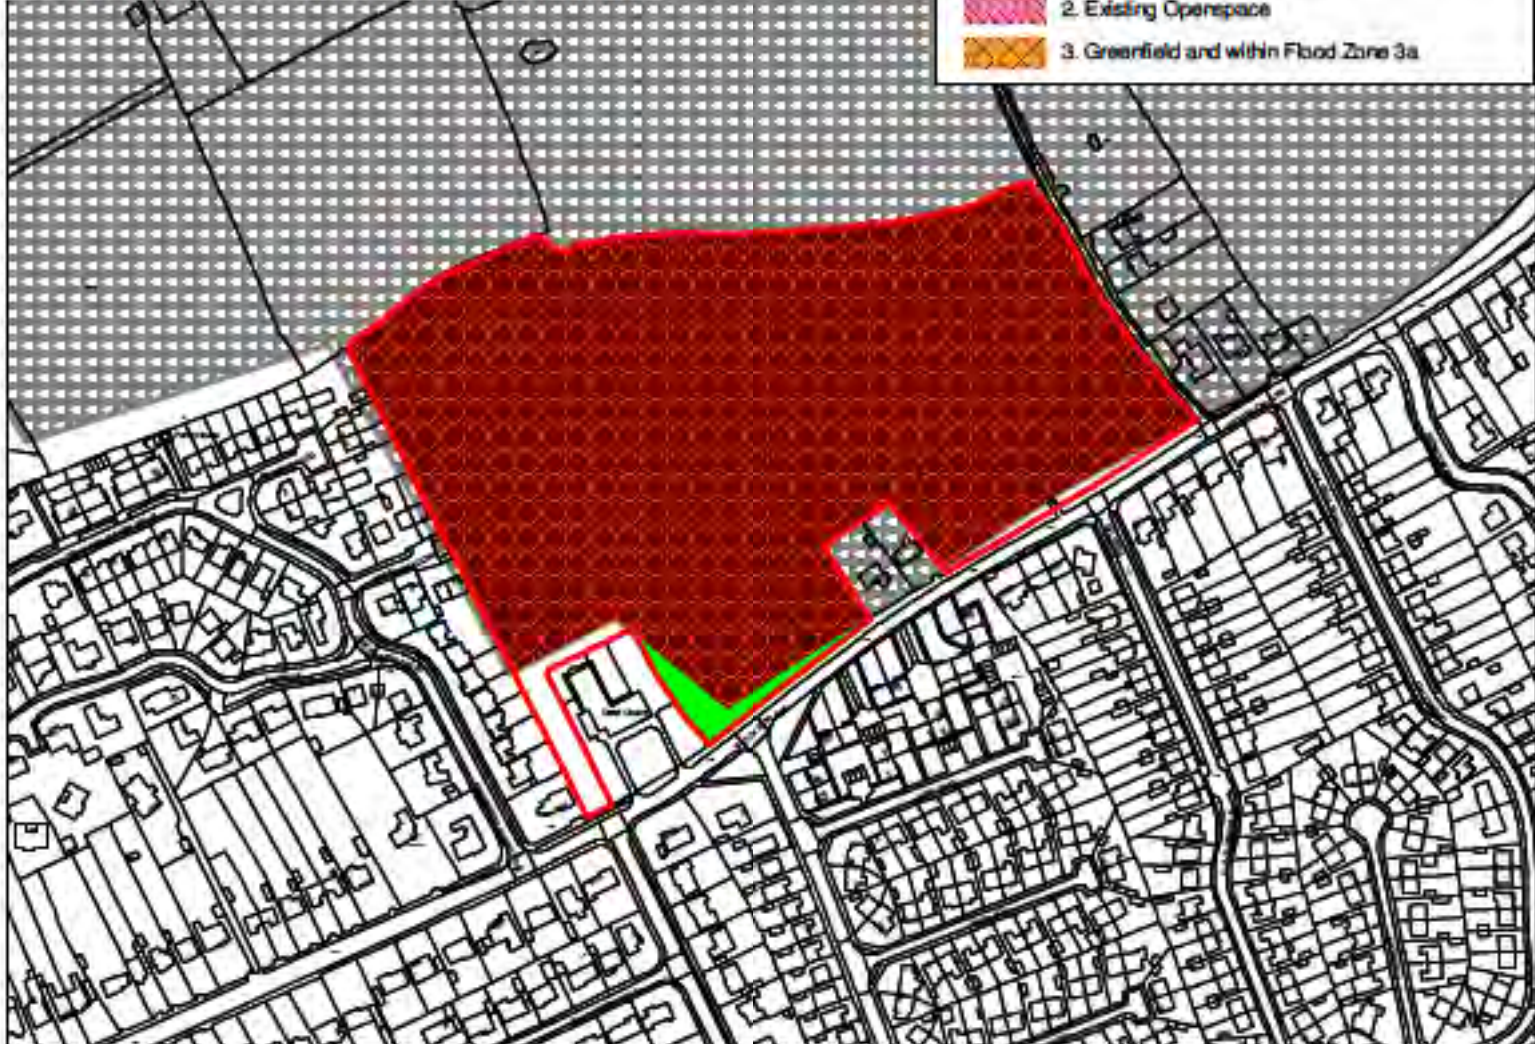 2. Existing Openspace
3. Greenfield and within Flood Zone 3a